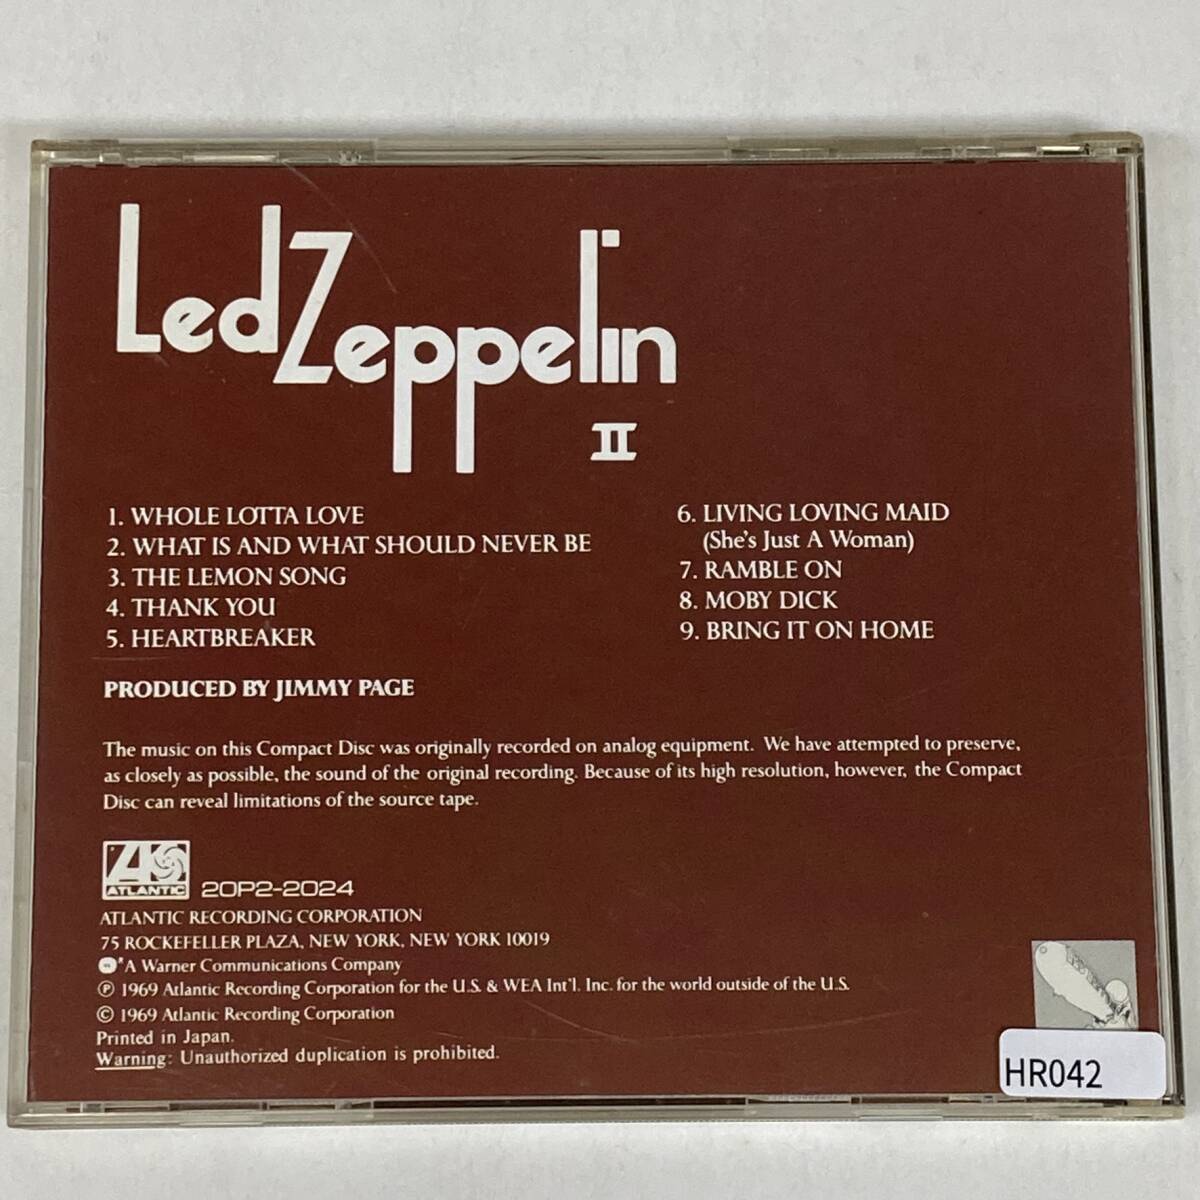 Led Zeppelin
II
1. WHOLE LOTTA LOVE
2. WHAT IS AND WHAT SHOULD NEVER BE
3. THE LEMON SONG
4. THANK YOU
5. HEARTBREAKER
6. LIVING LOVING MAID
(She's Just A Woman)
7. RAMBLE ON
8. MOBY DICK
9. BRING IT ON HOME
PRODUCED BY JIMMY PAGE
The music on this Compact Disc was originally recorded on analog equipment. We have attempted to preserve,
as closely as possible, the sound of the original recording. Because of its high resolution, however, the Compact
Disc can reveal limitations of the source tape.
ATLANTIC 20P2-2024
ATLANTIC RECORDING CORPORATION
75 ROCKEFELLER PLAZA, NEW YORK, NEW YORK 10019
A Warner Communications Company
℗ 1969 Atlantic Recording Corporation for the U.S. & WEA Int'l. Inc. for the world outside of the U.S.
© 1969 Atlantic Recording Corporation
Printed in Japan.
Warning: Unauthorized duplication is prohibited.
HR042